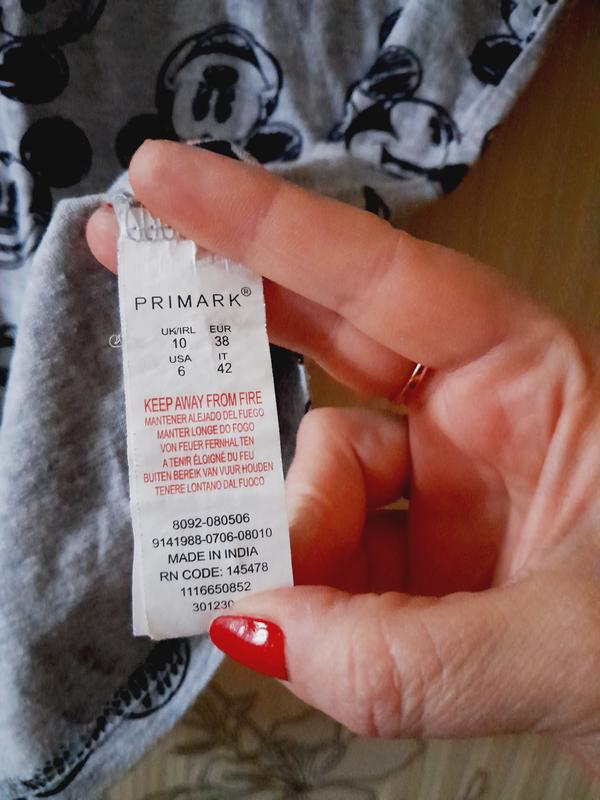 PRIMARK®
UK/IRL EUR
10 38
USA IT
6 42
KEEP AWAY FROM FIRE
MANTENER ALEJADO DEL FUEGO
MANTER LONGE DO FOGO
VON FEUER FERNHALTEN
A TENIR ÉLOIGNÉ DU FEU
BUITEN BEREIK VAN VUUR HOUDEN
TENERE LONTANO DAL FUOCO
8092-080506
9141988-0706-08010
MADE IN INDIA
RN CODE: 145478
1116650852